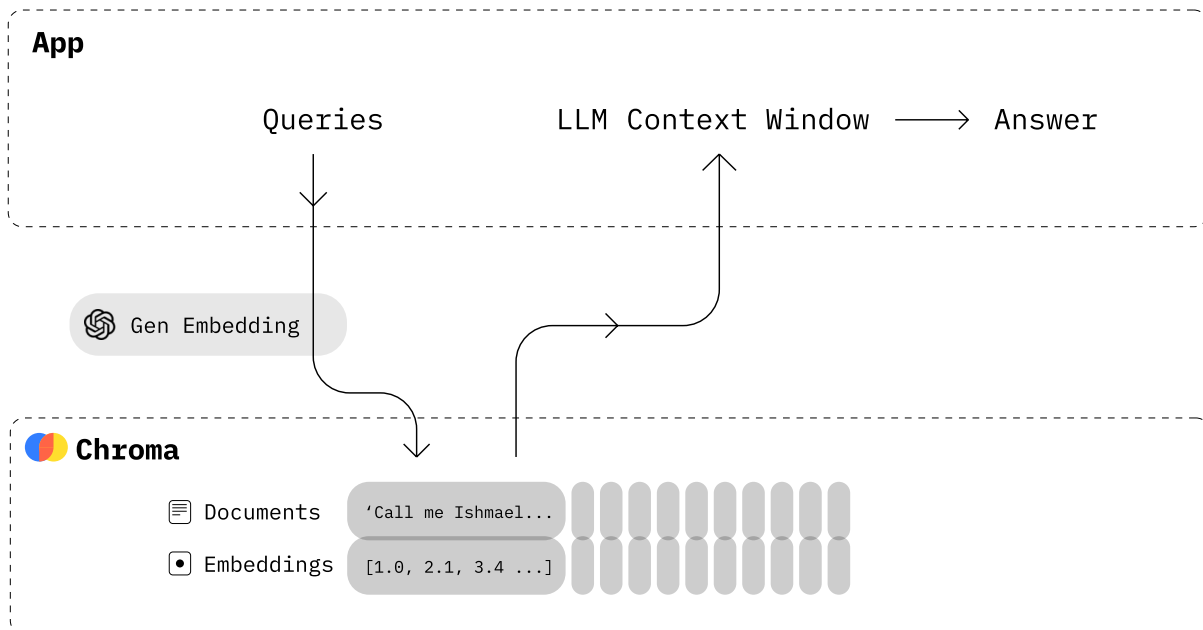 App
Queries
LLM Context Window
Answer
Gen Embedding
Chroma
Documents
‘Call me Ishmael...
Embeddings
[1.0, 2.1, 3.4 ...]